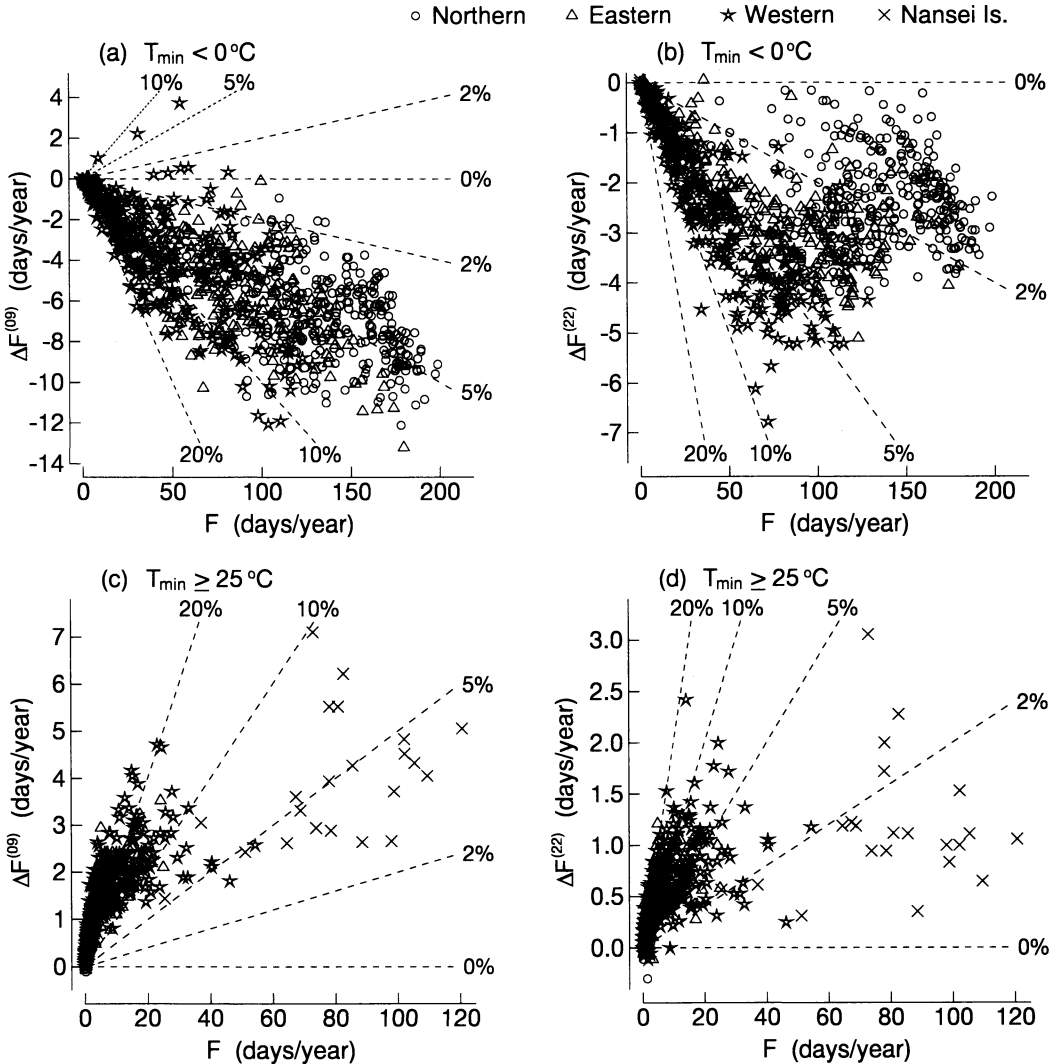 ○ Northern △ Eastern ☆ Western × Nansei Is.
(a) Tmin < 0 °C
10% 5%
2%
0%
2%
5%
20% 10%
4
2
0
-2
-4
-6
-8
-10
-12
-14
ΔF(09) (days/year)
0 50 100 150 200
F (days/year)
(b) Tmin < 0 °C
0%
2%
20% 10% 5%
0
-1
-2
-3
-4
-5
-6
-7
ΔF(22) (days/year)
0 50 100 150 200
F (days/year)
(c) Tmin ≥ 25 °C
20% 10%
5%
2%
0%
7
6
5
4
3
2
1
0
ΔF(09) (days/year)
0 20 40 60 80 100 120
F (days/year)
(d) Tmin ≥ 25 °C
20% 10% 5%
2%
0%
3.0
2.5
2.0
1.5
1.0
0.5
0.0
ΔF(22) (days/year)
0 20 40 60 80 100 120
F (days/year)